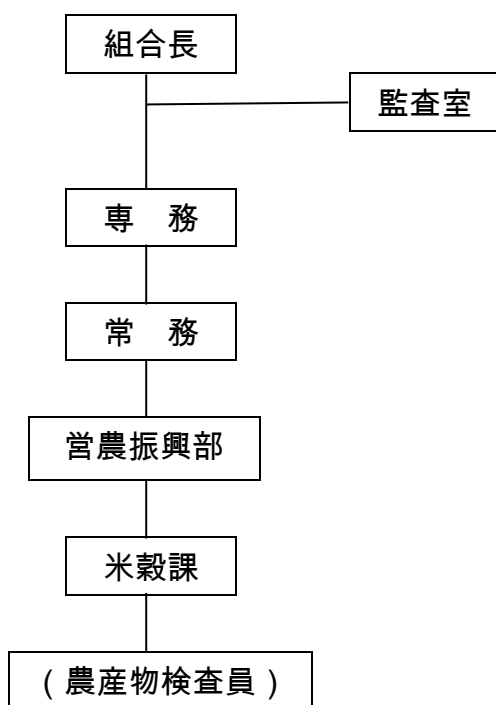 組合長
監査室
専　務
常　務
営農振興部
米穀課
（農産物検査員）